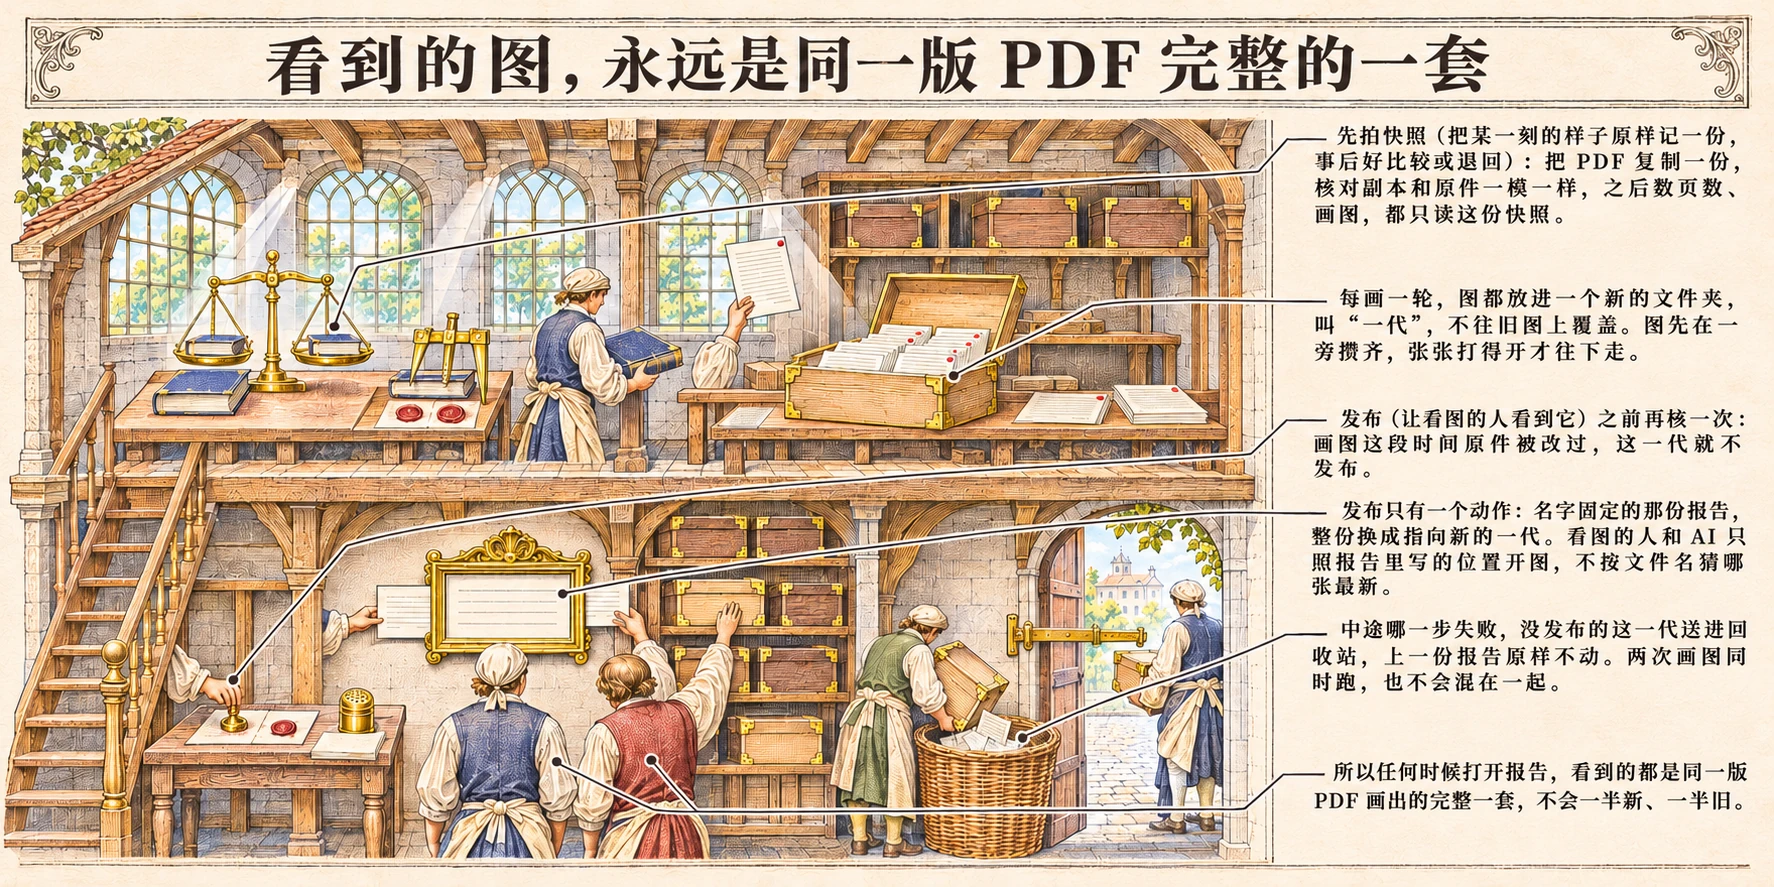 看到的图，永远是同一版 PDF 完整的一套
先拍快照（把某一刻的样子原样记一份，
事后好比较或退回）：把 PDF 复制一份，
核对副本和原件一模一样，之后数页数、
画图，都只读这份快照。
每画一轮，图都放进一个新的文件夹，
叫“一代”，不往旧图上覆盖。图先在一
旁攒齐，张张打得开才往下走。
发布（让看图的人看到它）之前再核一次：
画图这段时间原件被改过，这一代就不
发布。
发布只有一个动作：名字固定的那份报告，
整份换成指向新的一代。看图的人和 AI 只
照报告里写的位置开图，不按文件名猜哪
张最新。
中途哪一步失败，没发布的这一代送进回
收站，上一份报告原样不动。两次画图同
时跑，也不会混在一起。
所以任何时候打开报告，看到的都是同一版
PDF 画出的完整一套，不会一半新、一半旧。